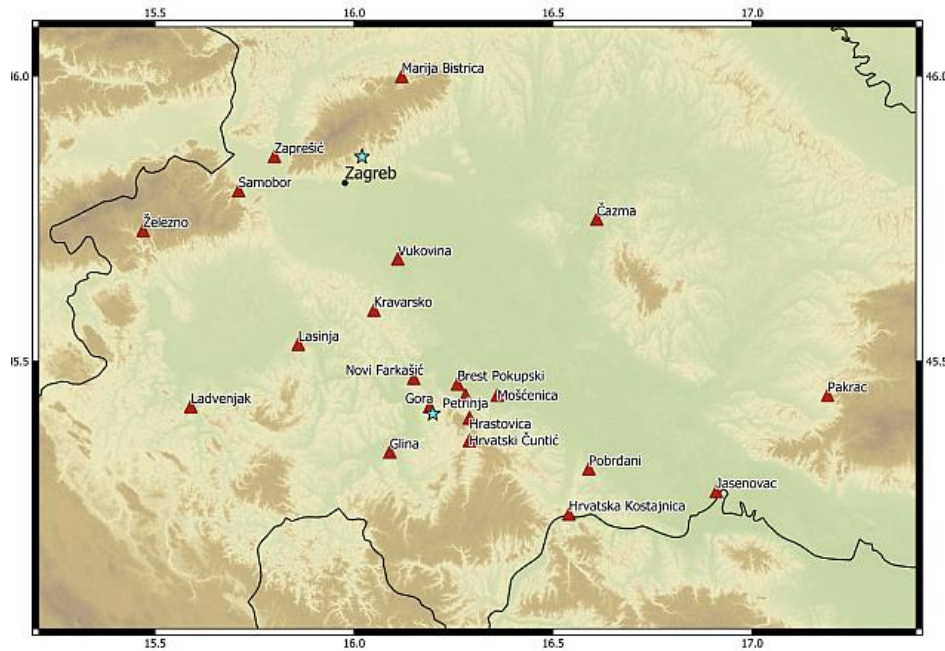 15.5 16.0 16.5 17.0
46.0 46.0
Marija Bistrica
Zaprešić
Zagreb
Samobor
Čazma
Železno
Vukovina
Kravarsko
Lasinja
45.5 45.5
Novi Farkašić
Brest Pokupski
Pakrac
Ladvenjak
Gora
Petrinja
Mošćenica
Hrastovica
Glina
Hrvatski Čuntić
Pobrđani
Jasenovac
Hrvatska Kostajnica
15.5 16.0 16.5 17.0